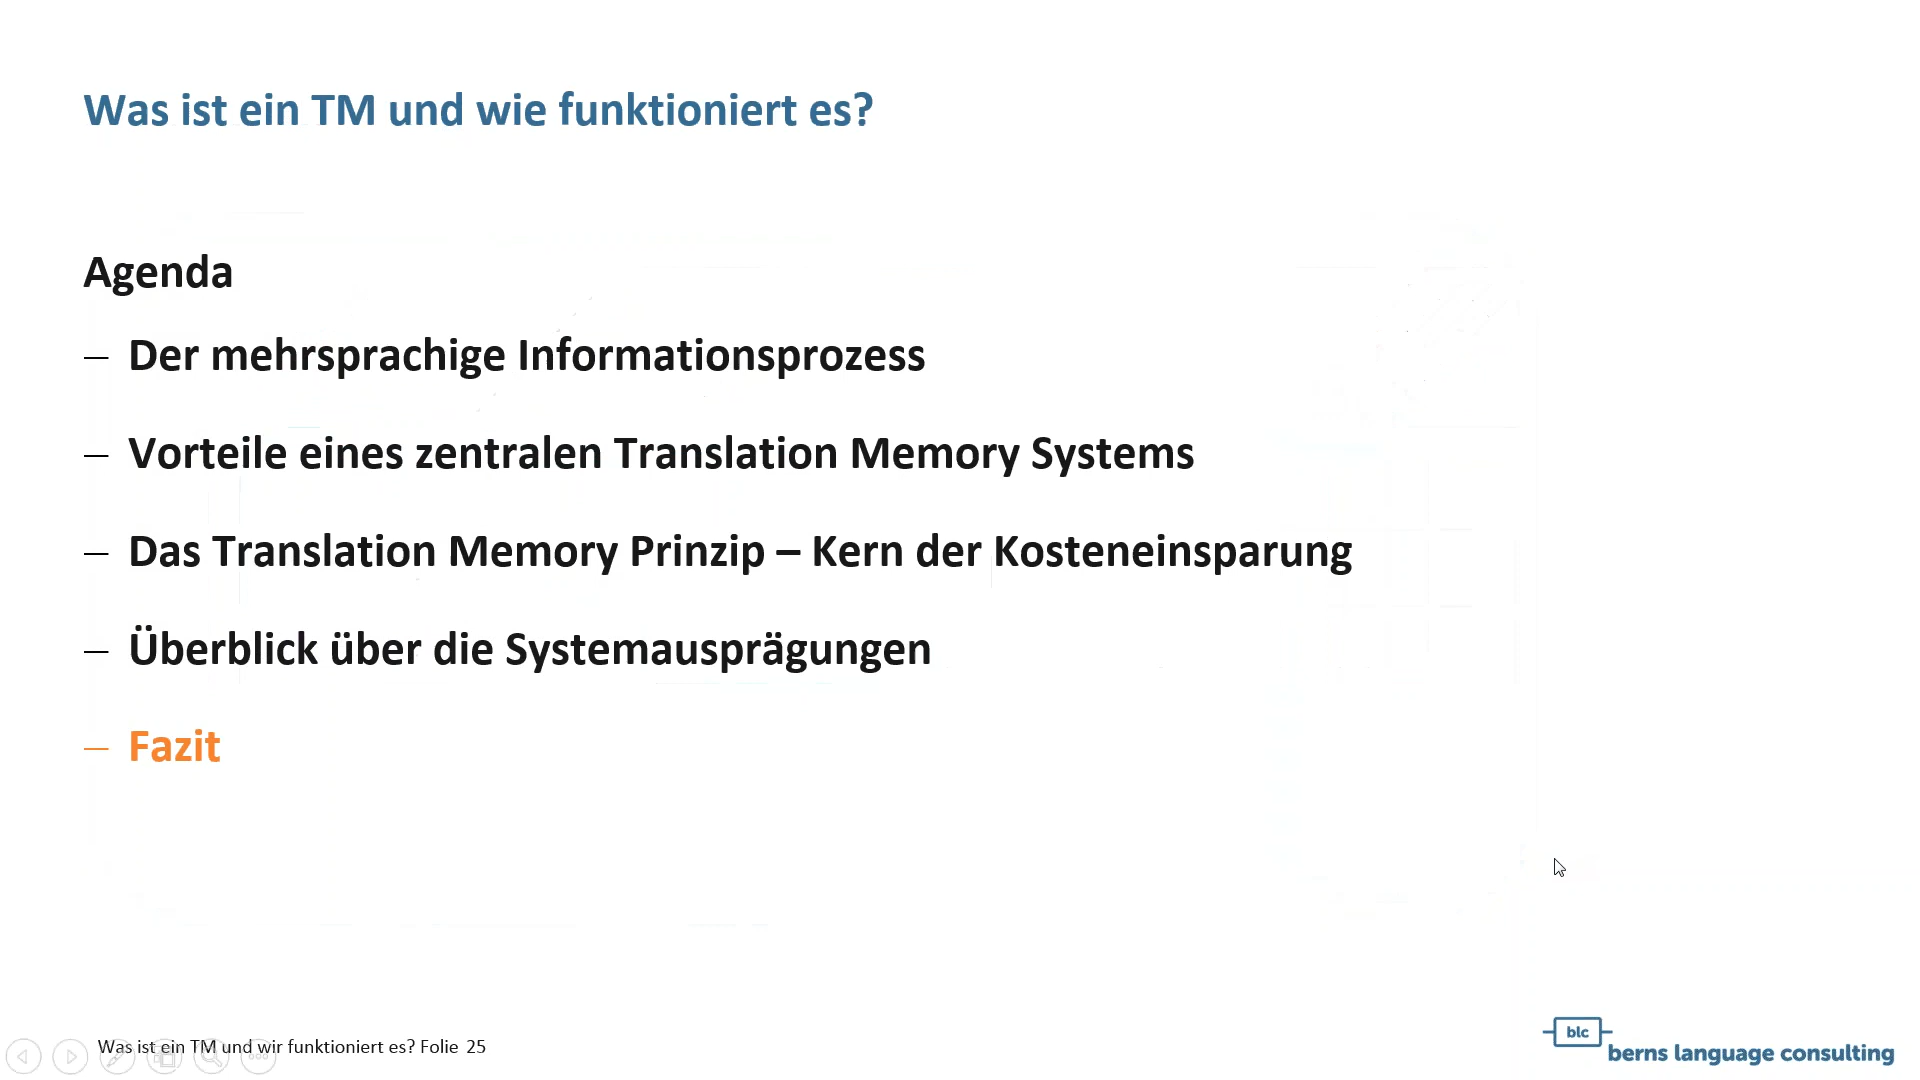 Was ist ein TM und wie funktioniert es?
Agenda
– Der mehrsprachige Informationsprozess
– Vorteile eines zentralen Translation Memory Systems
– Das Translation Memory Prinzip – Kern der Kosteneinsparung
– Überblick über die Systemausprägungen
– Fazit
Was ist ein TM und wir funktioniert es? Folie 25
blc
berns language consulting